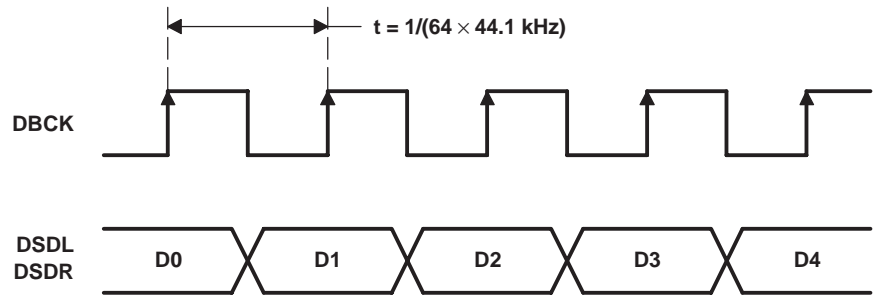 t = 1/(64 × 44.1 kHz)
DBCK
DSDL
DSDR
D0 D1 D2 D3 D4